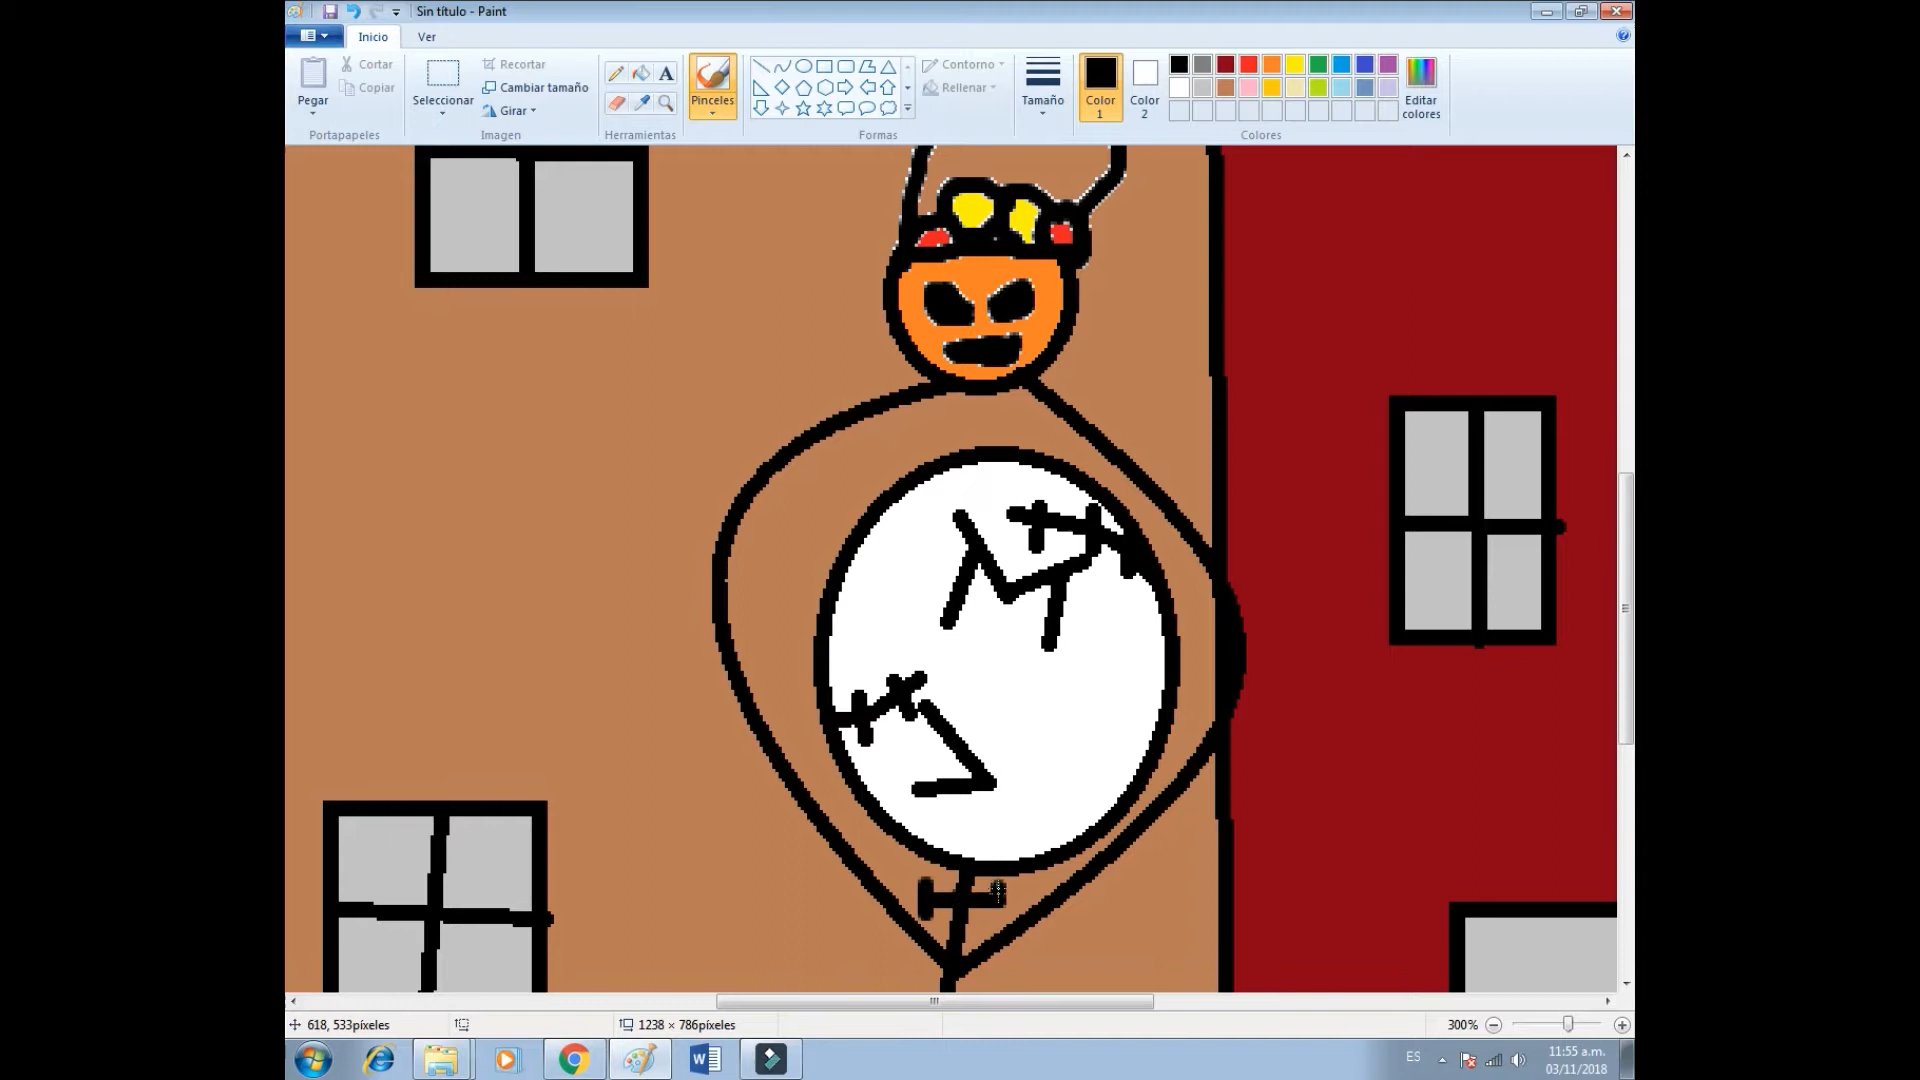 Sin título - Paint
Inicio Ver
Pegar
Cortar
Copiar
Portapapeles
Seleccionar
Recortar
Cambiar tamaño
Girar
Imagen
A
Herramientas
Pinceles
Contorno
Rellenar
Formas
Tamaño
Color 1
Color 2
Editar colores
Colores
618, 533píxeles
1238 × 786píxeles
300%
ES
11:55 a.m.
03/11/2018